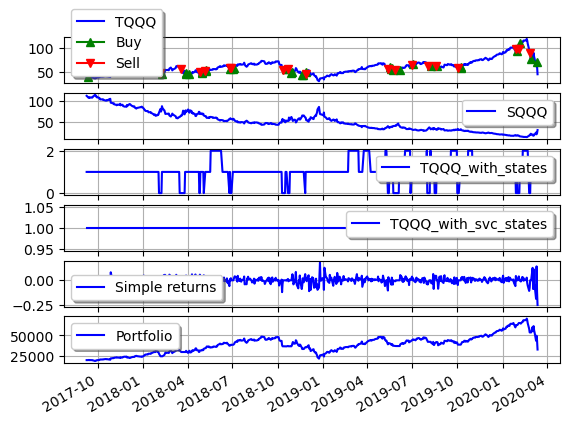 TQQQ
Buy
Sell
100
50
SQQQ
100
50
TQQQ_with_states
2
0
TQQQ_with_svc_states
1.05
1.00
0.95
Simple returns
0.00
−0.25
Portfolio
50000
25000
2017-10 2018-01 2018-04 2018-07 2018-10 2019-01 2019-04 2019-07 2019-10 2020-01 2020-04